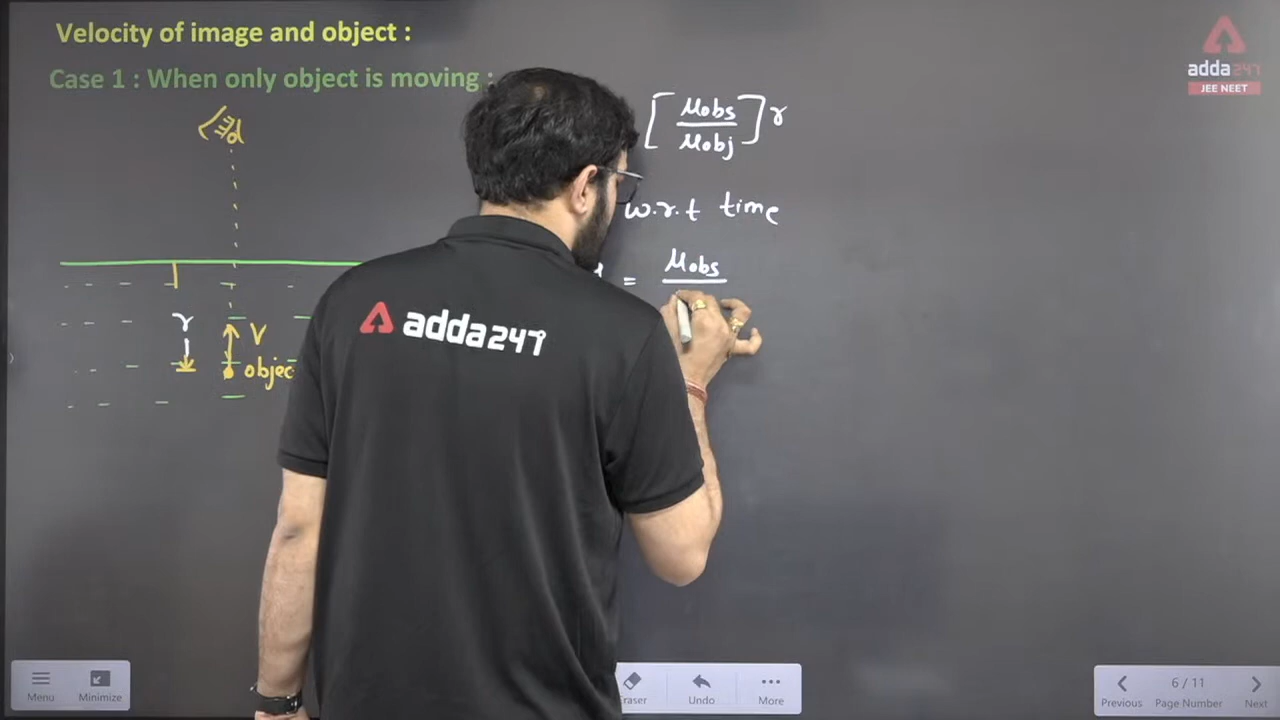 Velocity of image and object :
Case 1 : When only object is moving :
adda247
JEE NEET
[μobs/μobj] r
w.r.t time
= μobs
r
V
objec
adda247
Menu
Minimize
Eraser
Undo
More
Previous
6 / 11
Page Number
Next